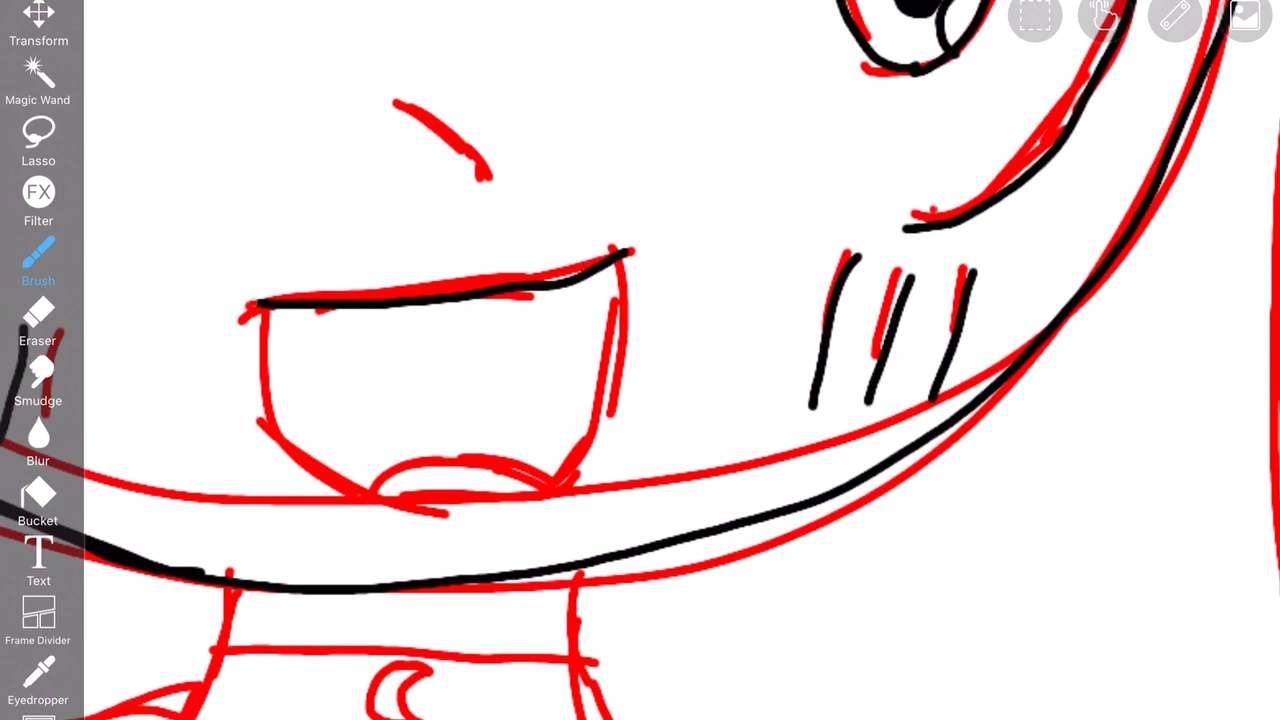 Transform
Magic Wand
Lasso
FX
Filter
Brush
Eraser
Smudge
Blur
Bucket
T
Text
Frame Divider
Eyedropper